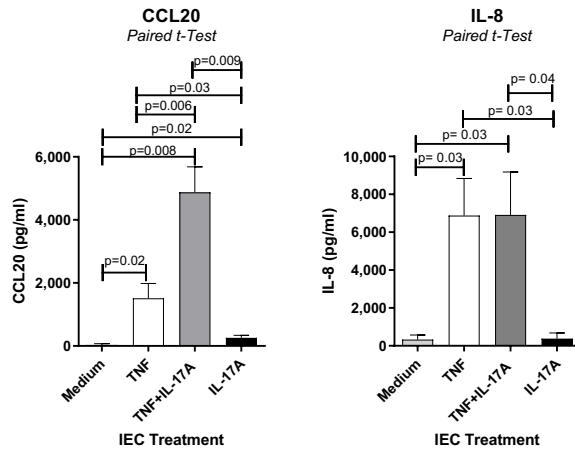 CCL20
Paired t-Test
p=0.009
p=0.03
p=0.006
p=0.02
p=0.008
p=0.02
6,000
4,000
2,000
0
CCL20 (pg/ml)
Medium
TNF
TNF+IL-17A
IL-17A
IEC Treatment
IL-8
Paired t-Test
p= 0.04
p= 0.03
p= 0.03
p= 0.03
10,000
8,000
6,000
4,000
2,000
0
IL-8 (pg/ml)
Medium
TNF
TNF+IL-17A
IL-17A
IEC Treatment